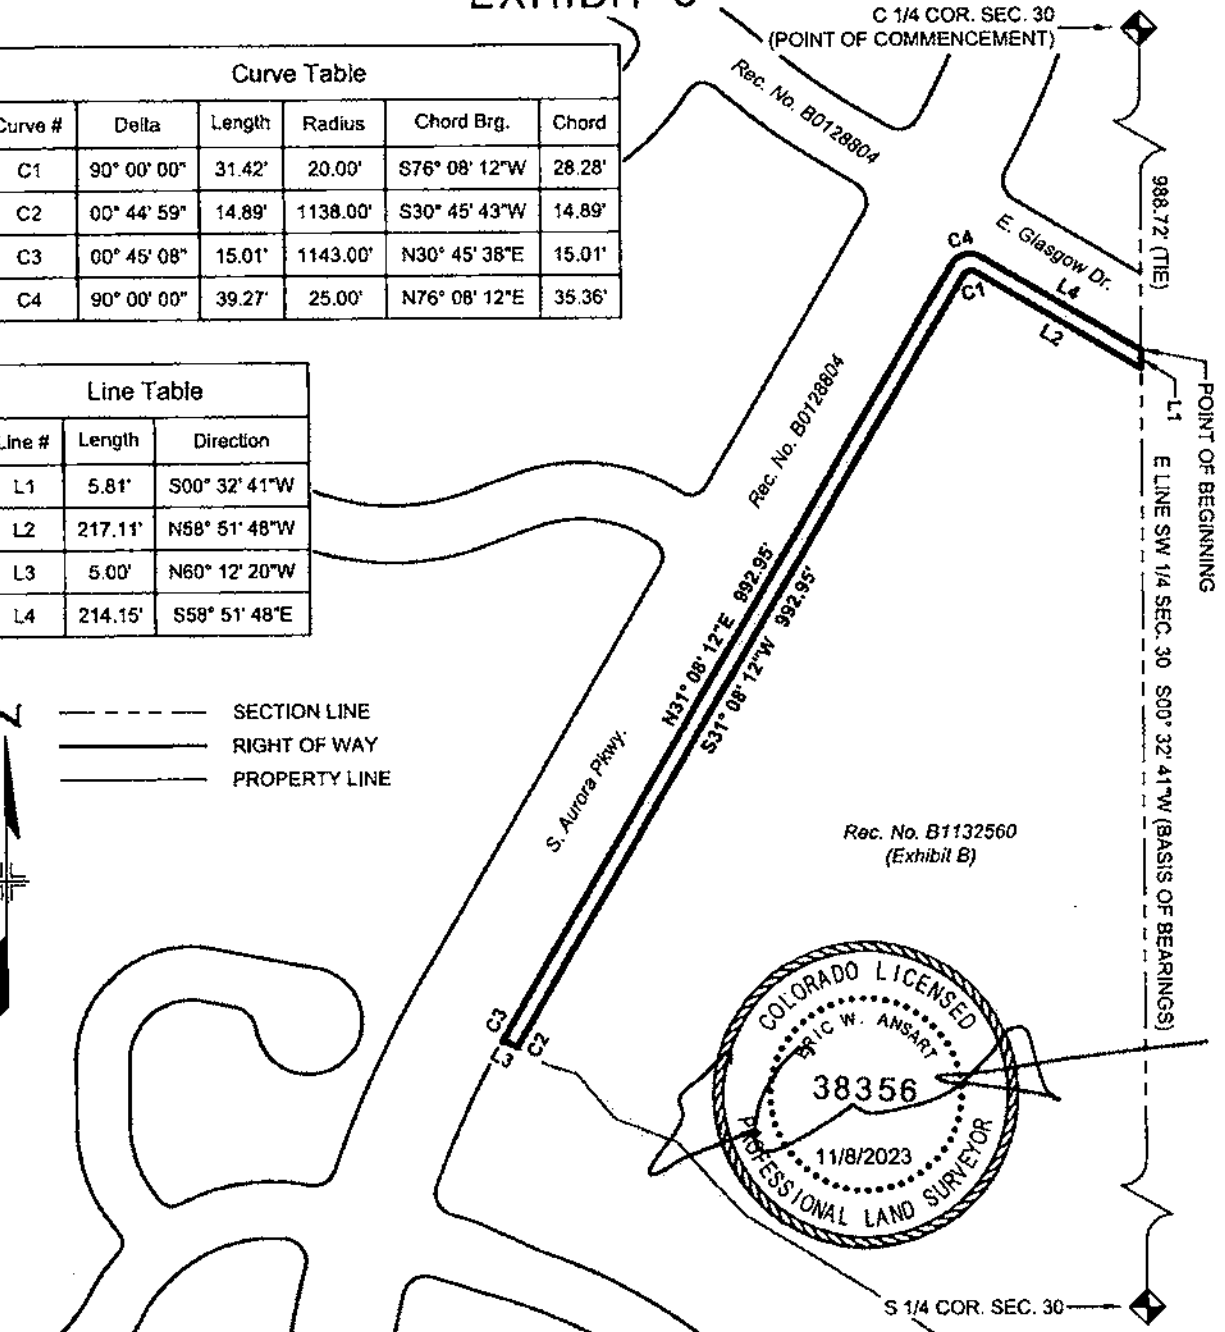 C 1/4 COR. SEC. 30
(POINT OF COMMENCEMENT)
Curve Table
Curve # Delta Length Radius Chord Brg. Chord
C1 90° 00' 00" 31.42' 20.00' S76° 08' 12"W 28.28'
C2 00° 44' 59" 14.89' 1138.00' S30° 45' 43"W 14.89'
C3 00° 45' 08" 15.01' 1143.00' N30° 45' 38"E 15.01'
C4 90° 00' 00" 39.27' 25.00' N76° 08' 12"E 35.36'
Line Table
Line # Length Direction
L1 5.81' S00° 32' 41"W
L2 217.11' N58° 51' 48"W
L3 5.00' N60° 12' 20"W
L4 214.15' S58° 51' 48"E
SECTION LINE
RIGHT OF WAY
PROPERTY LINE
Rec. No. B0128804
988.72' (TIE)
E. Glasgow Dr.
C4
C1
L4
L2
L1
POINT OF BEGINNING
Rec. No. B0128804
E LINE SW 1/4 SEC. 30 S00° 32' 41"W (BASIS OF BEARINGS)
N31° 08' 12"E 992.95'
S31° 08' 12"W 992.95'
S. Aurora Pkwy.
Rec. No. B1132560
(Exhibit B)
C3
L3
C2
COLORADO LICENSED
ERIC W. ANSART
38356
11/8/2023
PROFESSIONAL LAND SURVEYOR
S 1/4 COR. SEC. 30